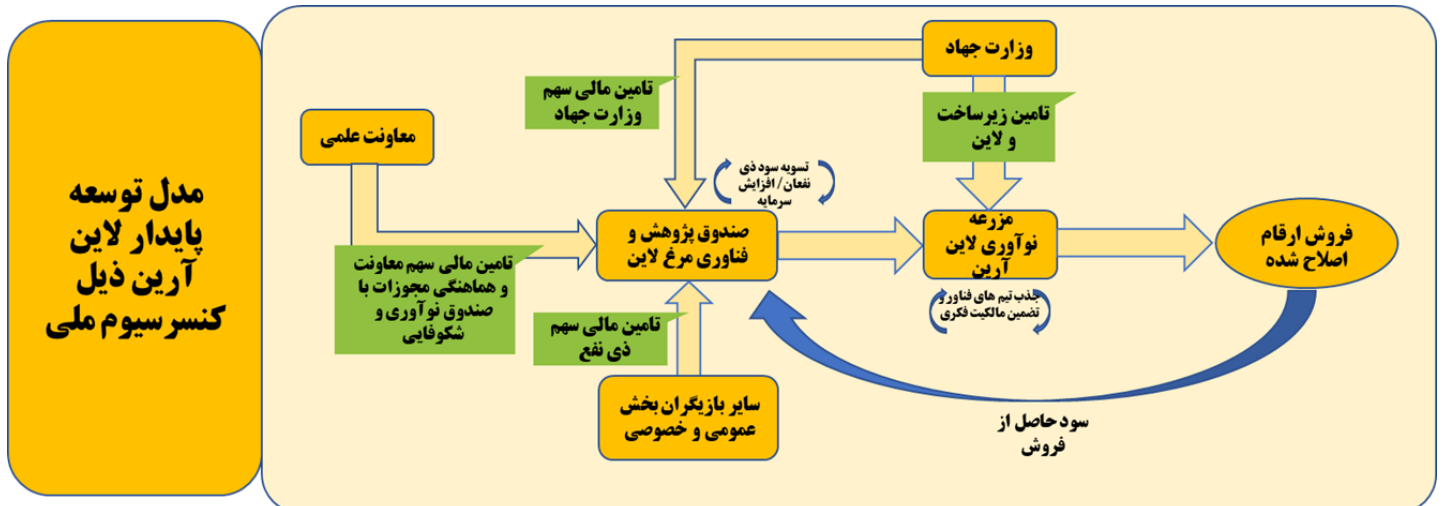 مدل توسعه
پایدار لاین
آرین ذیل
کنسرسیوم ملی
وزارت جهاد
تامین مالی سهم
وزارت جهاد
تامین زیرساخت
و لاین
معاونت علمی
تسویه سود ذی
نفعان/ افزایش
سرمایه
صندوق پژوهش و
فناوری مرغ لاین
مزرعه
نوآوری لاین
آرین
فروش ارقام
اصلاح شده
تامین مالی سهم معاونت
و هماهنگی مجوزات با
صندوق نوآوری و
شکوفایی
جذب تیم های فناور و
تضمین مالکیت فکری
تامین مالی سهم
ذی نفع
سایر بازیگران بخش
عمومی و خصوصی
سود حاصل از
فروش